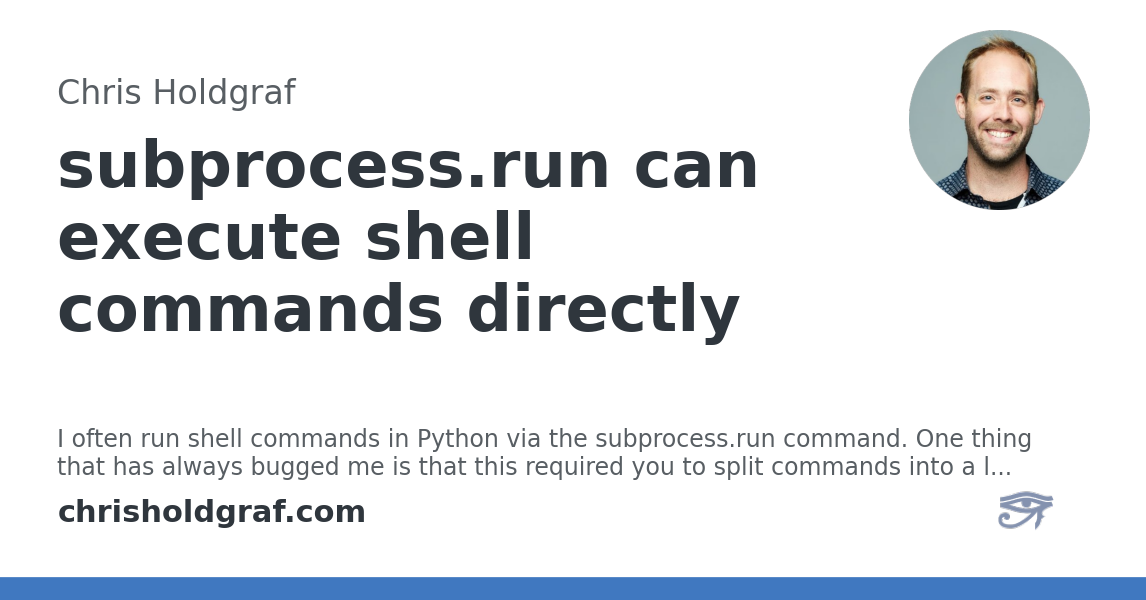 Chris Holdgraf
subprocess.run can
execute shell
commands directly
I often run shell commands in Python via the subprocess.run command. One thing
that has always bugged me is that this required you to split commands into a l...
chrisholdgraf.com